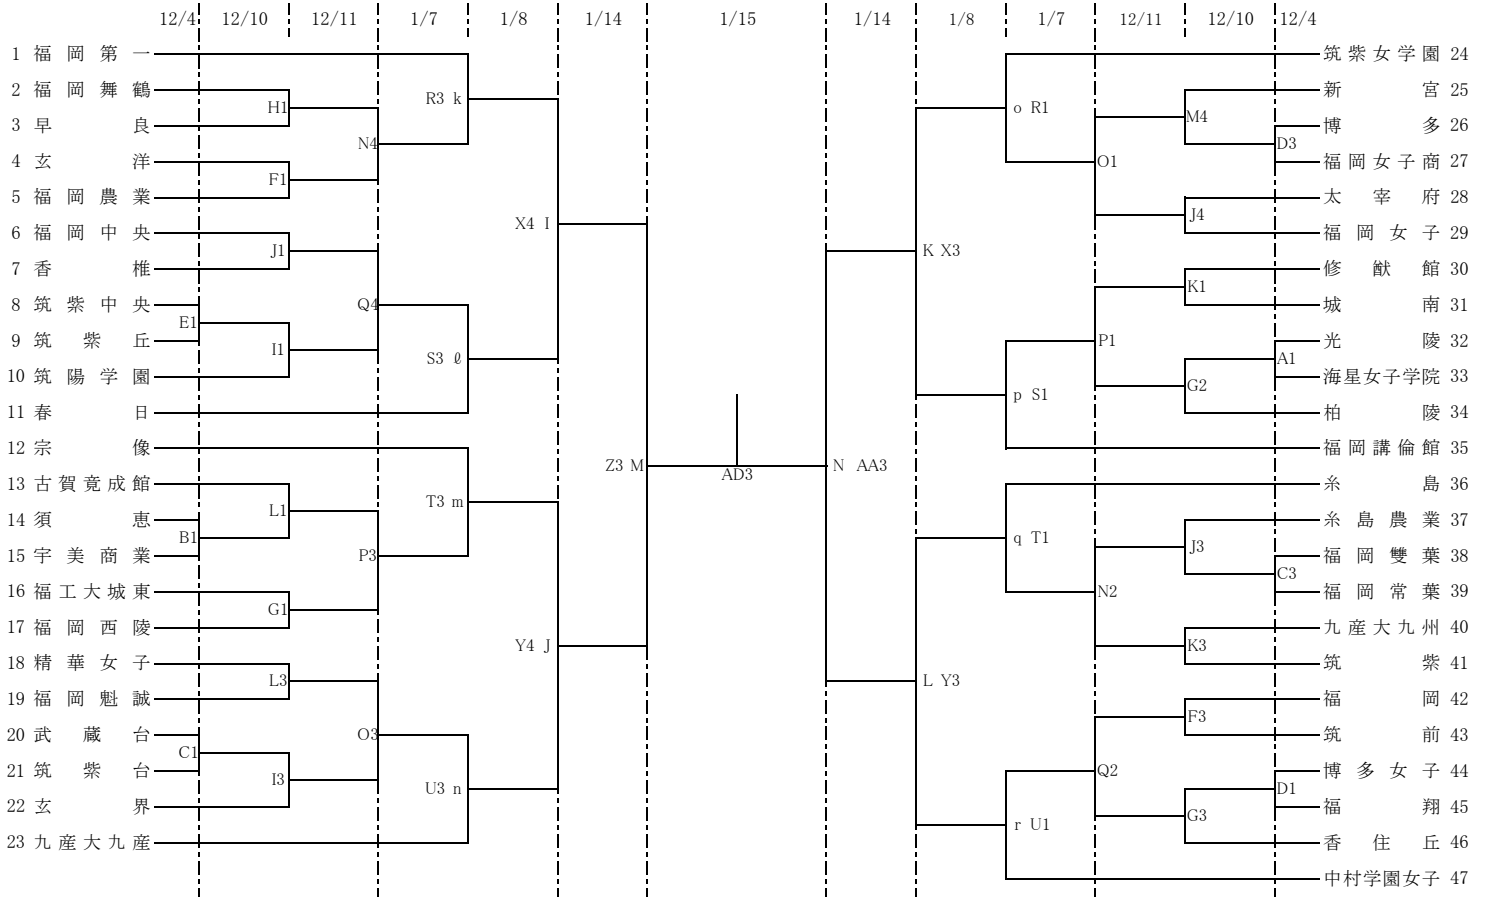 12/4 12/10 12/11 1/7 1/8 1/14 1/15 1/14 1/8 1/7 12/11 12/10 12/4
1 福岡第一
2 福岡舞鶴
3 早良
4 玄洋
5 福岡農業
6 福岡中央
7 香椎
8 筑紫中央
9 筑紫丘
10 筑陽学園
11 春日
12 宗像
13 古賀竟成館
14 須恵
15 宇美商業
16 福工大城東
17 福岡西陵
18 精華女子
19 福岡魁誠
20 武蔵台
21 筑紫台
22 玄界
23 九産大九産
E1
B1
C1
H1
F1
J1
I1
L1
G1
L3
I3
N4
Q4
P3
O3
R3 k
S3 ℓ
T3 m
U3 n
X4 I
Y4 J
Z3 M
AD3
N AA3
K X3
L Y3
o R1
p S1
q T1
r U1
O1
P1
N2
Q2
M4
J4
K1
G2
J3
K3
F3
G3
D3
A1
C3
D1
筑紫女学園 24
新宮 25
博多 26
福岡女子商 27
太宰府 28
福岡女子 29
修猷館 30
城南 31
光陵 32
海星女子学院 33
柏陵 34
福岡講倫館 35
糸島 36
糸島農業 37
福岡雙葉 38
福岡常葉 39
九産大九州 40
筑紫 41
福岡 42
筑前 43
博多女子 44
福翔 45
香住丘 46
中村学園女子 47